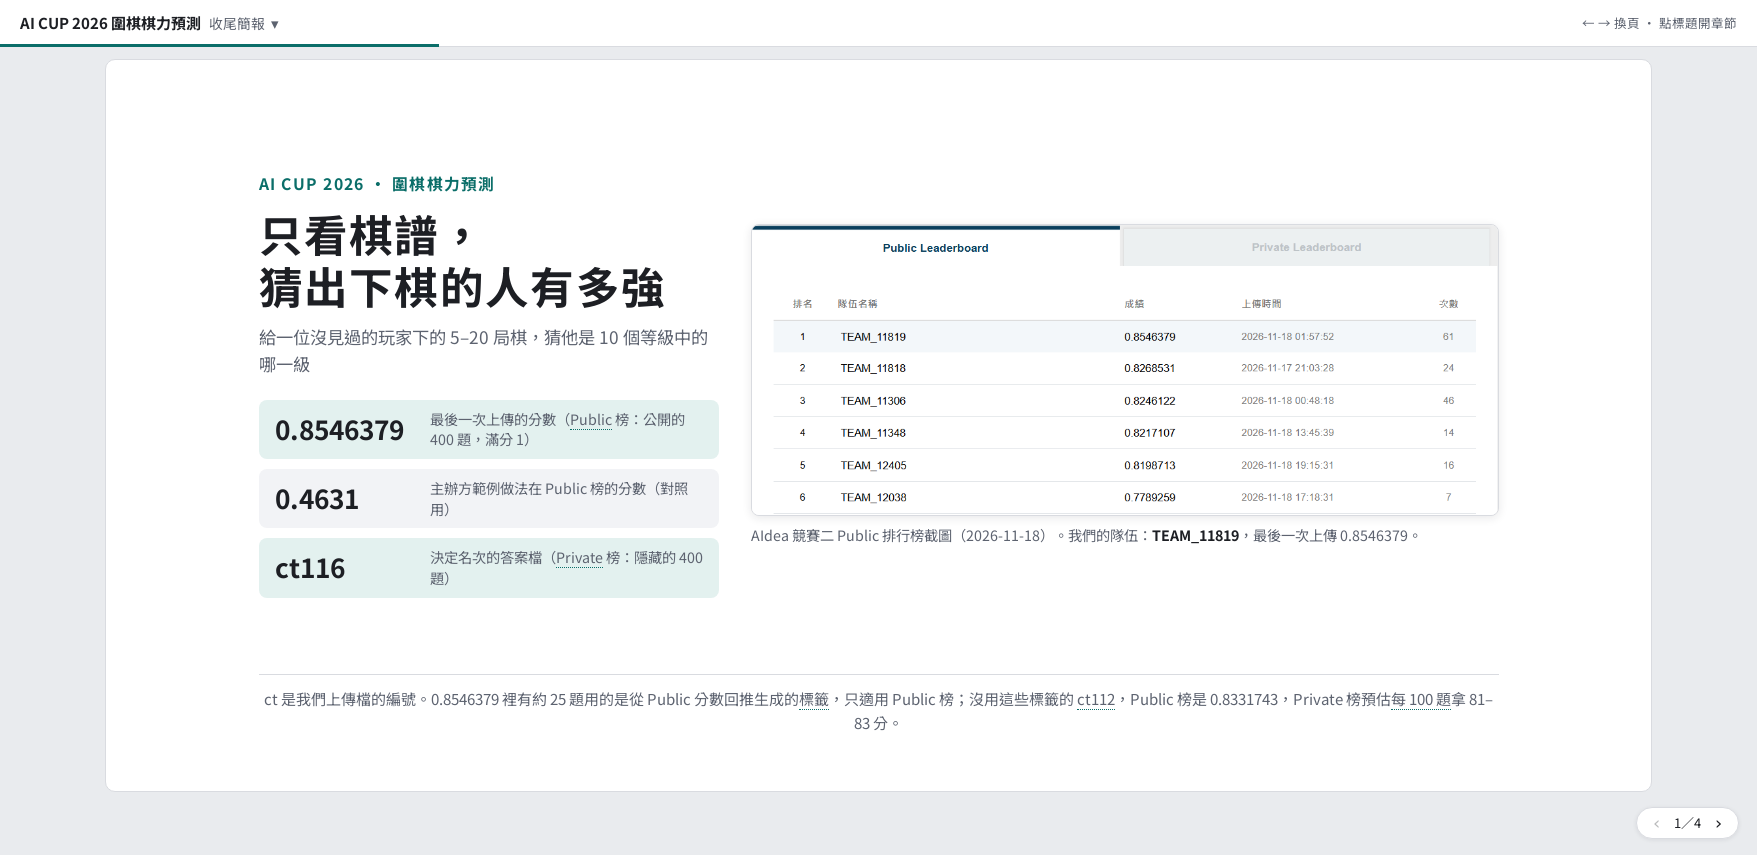 AI CUP 2026 圍棋棋力預測 收尾簡報 ▼
← → 換頁 · 點標題開章節
AI CUP 2026 · 圍棋棋力預測
只看棋譜，
猜出下棋的人有多強
給一位沒見過的玩家下的 5–20 局棋，猜他是 10 個等級中的
哪一級
0.8546379 最後一次上傳的分數（Public 榜：公開的
400 題，滿分 1）
0.4631 主辦方範例做法在 Public 榜的分數（對照
用）
ct116 決定名次的答案檔（Private 榜：隱藏的 400
題）
Public Leaderboard Private Leaderboard
排名 隊伍名稱 成績 上傳時間 次數
1 TEAM_11819 0.8546379 2026-11-18 01:57:52 61
2 TEAM_11818 0.8268531 2026-11-17 21:03:28 24
3 TEAM_11306 0.8246122 2026-11-18 00:48:18 46
4 TEAM_11348 0.8217107 2026-11-18 13:45:39 14
5 TEAM_12405 0.8198713 2026-11-18 19:15:31 16
6 TEAM_12038 0.7789259 2026-11-18 17:18:31 7
AIdea 競賽二 Public 排行榜截圖（2026-11-18）。我們的隊伍：TEAM_11819，最後一次上傳 0.8546379。
ct 是我們上傳檔的編號。0.8546379 裡有約 25 題用的是從 Public 分數回推生成的標籤，只適用 Public 榜；沒用這些標籤的 ct112，Public 榜是 0.8331743，Private 榜預估每 100 題拿 81–
83 分。
‹ 1／4 ›